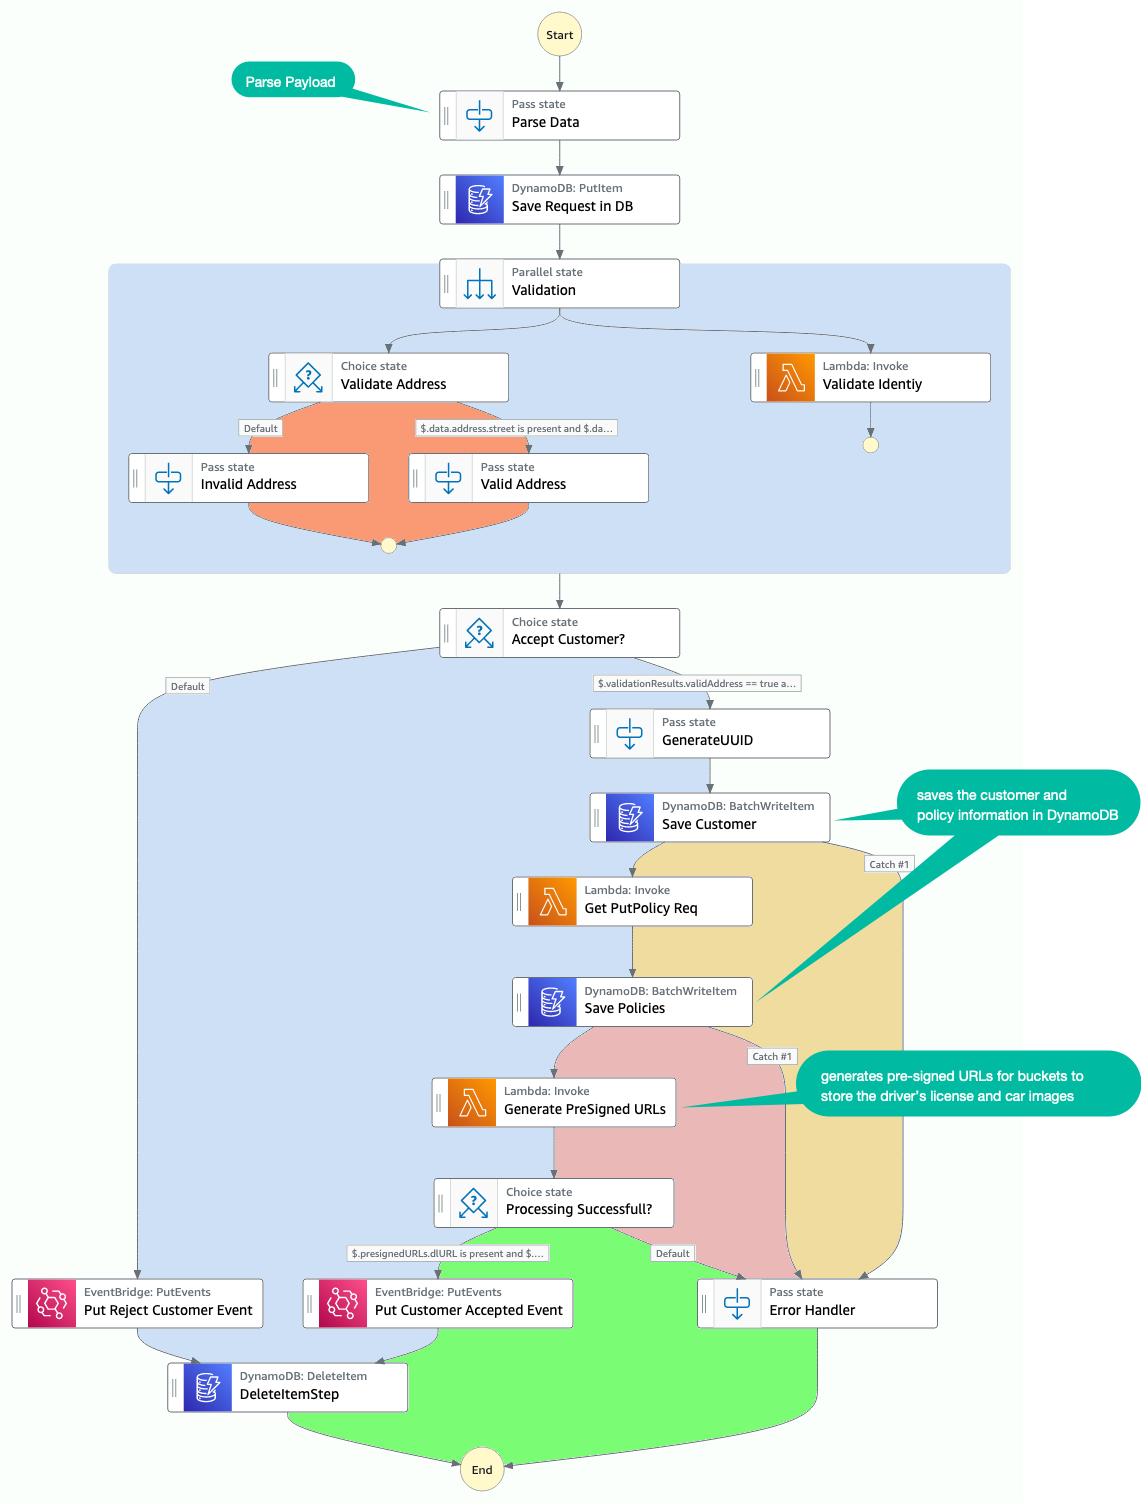 Start
Parse Payload
Pass state
Parse Data
DynamoDB: PutItem
Save Request in DB
Parallel state
Validation
Choice state
Validate Address
Lambda: Invoke
Validate Identiy
Default
$.data.address.street is present and $.da...
Pass state
Invalid Address
Pass state
Valid Address
Choice state
Accept Customer?
Default
$.validationResults.validAddress == true a...
Pass state
GenerateUUID
DynamoDB: BatchWriteItem
Save Customer
saves the customer and
policy information in DynamoDB
Catch #1
Lambda: Invoke
Get PutPolicy Req
DynamoDB: BatchWriteItem
Save Policies
Catch #1
generates pre-signed URLs for buckets to
store the driver's license and car images
Lambda: Invoke
Generate PreSigned URLs
Choice state
Processing Successfull?
$.presignedURLs.dlURL is present and $....
Default
EventBridge: PutEvents
Put Reject Customer Event
EventBridge: PutEvents
Put Customer Accepted Event
Pass state
Error Handler
DynamoDB: DeleteItem
DeleteItemStep
End